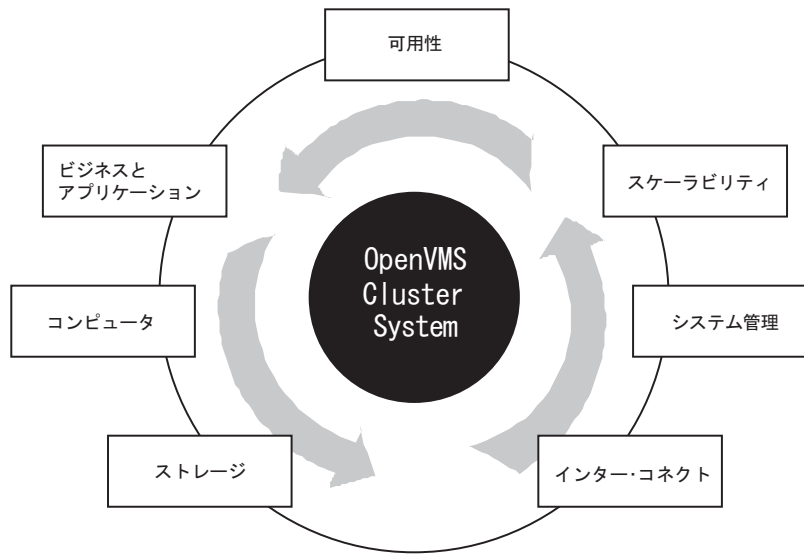 可用性
ビジネスと
アプリケーション
スケーラビリティ
OpenVMS
Cluster
System
コンピュータ
システム管理
ストレージ
インター・コネクト